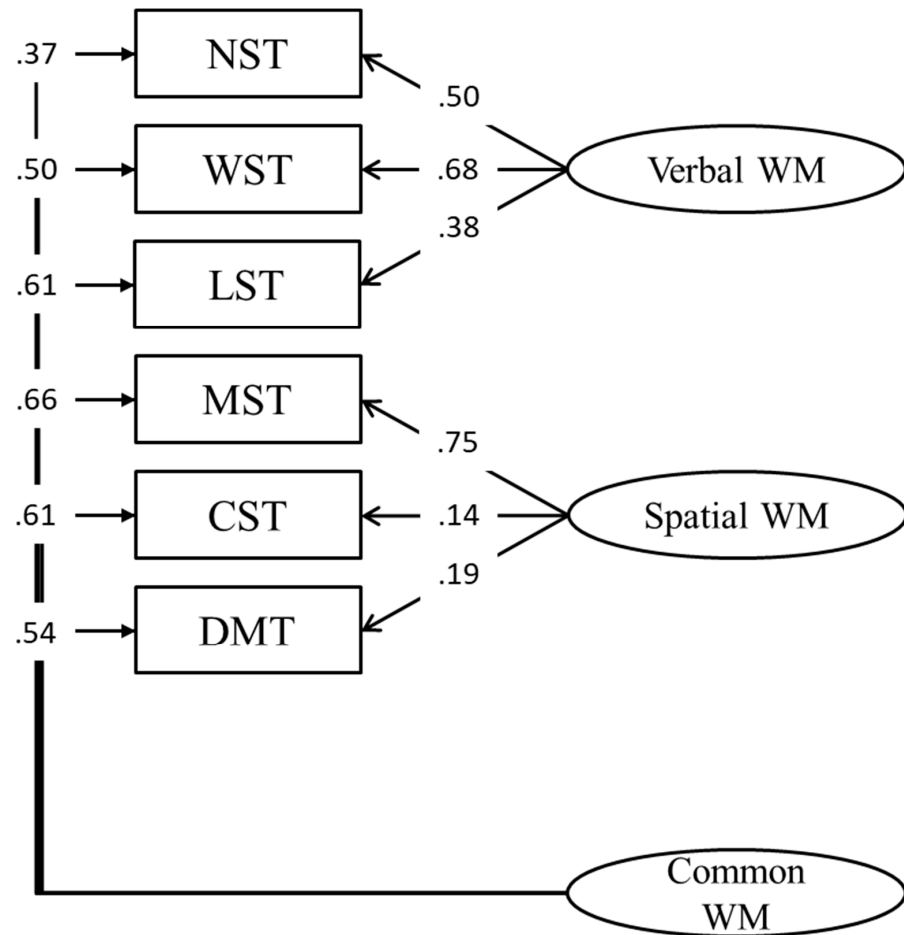 .37 NST
.50
.50 WST .68 Verbal WM
.38
.61 LST
.66 MST
.75
.61 CST .14 Spatial WM
.19
.54 DMT
Common
WM